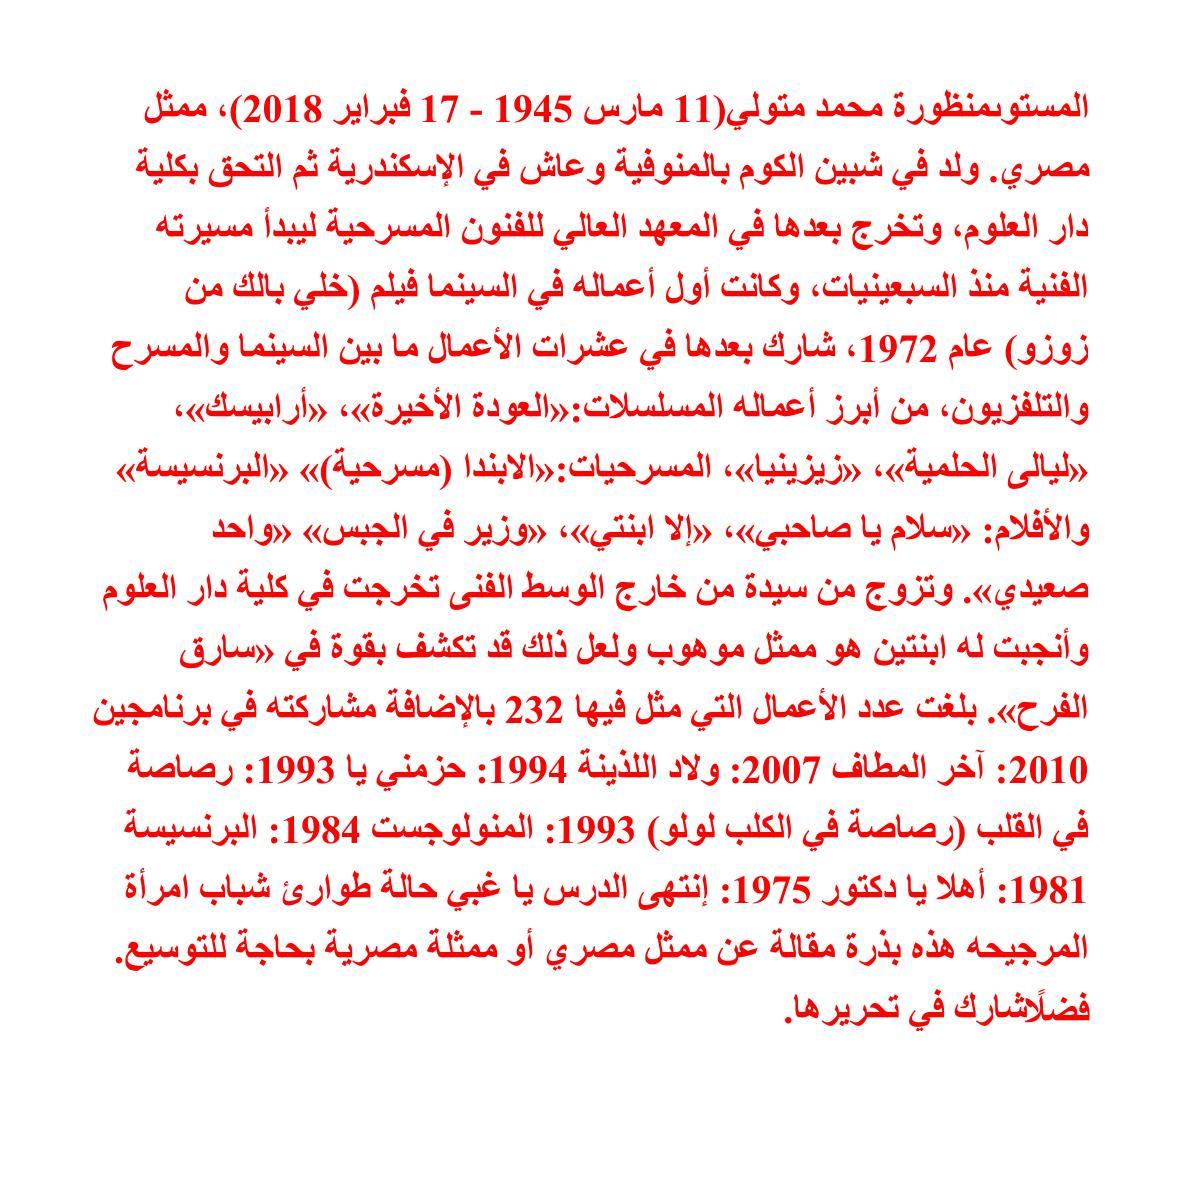 المستوىمنظورة محمد متولي(11 مارس 1945 - 17 فبراير 2018)، ممثل
مصري. ولد في شبين الكوم بالمنوفية وعاش في الإسكندرية ثم التحق بكلية
دار العلوم، وتخرج بعدها في المعهد العالي للفنون المسرحية ليبدأ مسيرته
الفنية منذ السبعينيات، وكانت أول أعماله في السينما فيلم (خلي بالك من
زوزو) عام 1972، شارك بعدها في عشرات الأعمال ما بين السينما والمسرح
والتلفزيون، من أبرز أعماله المسلسلات:«العودة الأخيرة»، «أرابيسك»،
«ليالى الحلمية»، «زيزينيا»، المسرحيات:«الابندا (مسرحية)» «البرنسيسة»
والأفلام: «سلام يا صاحبي»، «إلا ابنتي»، «وزير في الجبس» «واحد
صعيدي». وتزوج من سيدة من خارج الوسط الفنى تخرجت في كلية دار العلوم
وأنجبت له ابنتين هو ممثل موهوب ولعل ذلك قد تكشف بقوة في «سارق
الفرح». بلغت عدد الأعمال التي مثل فيها 232 بالإضافة مشاركته في برنامجين
2010: آخر المطاف 2007: ولاد اللذينة 1994: حزمني يا 1993: رصاصة
في القلب (رصاصة في الكلب لولو) 1993: المنولوجست 1984: البرنسيسة
1981: أهلا يا دكتور 1975: إنتهى الدرس يا غبي حالة طوارئ شباب امرأة
المرجيحه هذه بذرة مقالة عن ممثل مصري أو ممثلة مصرية بحاجة للتوسيع.
فضلًاشارك في تحريرها.